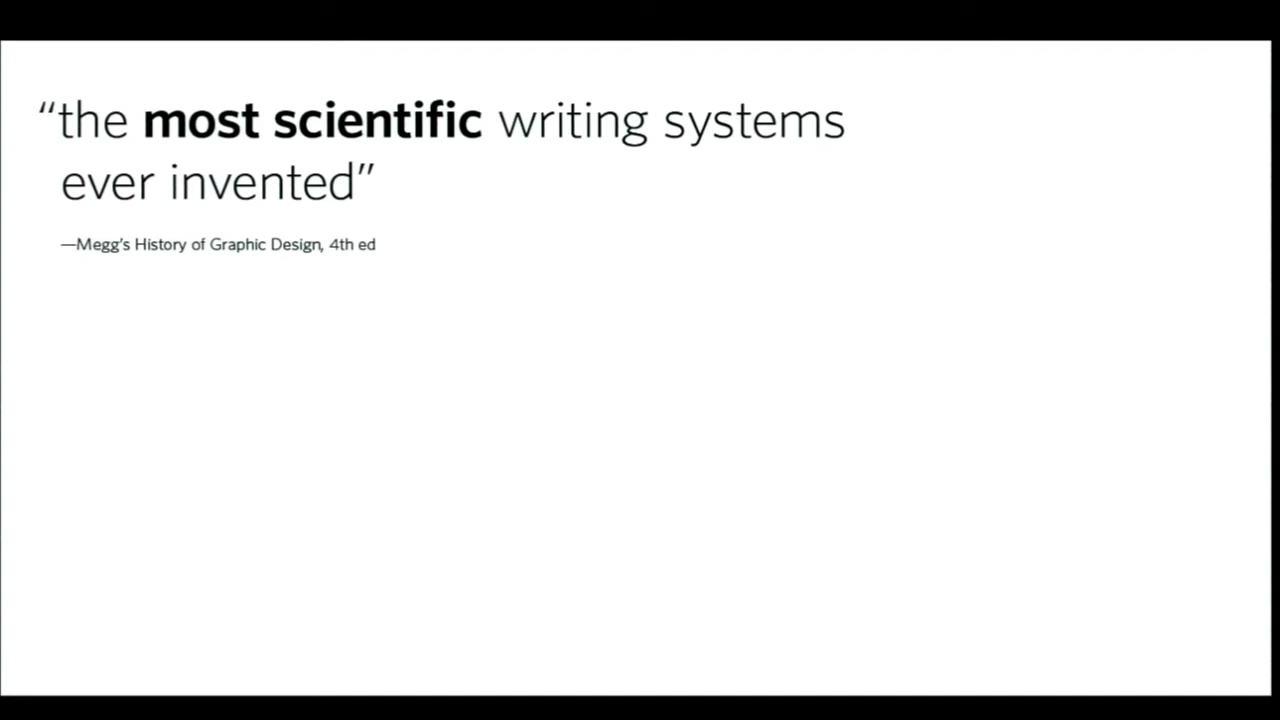 “the most scientific writing systems
ever invented”
—Megg’s History of Graphic Design, 4th ed